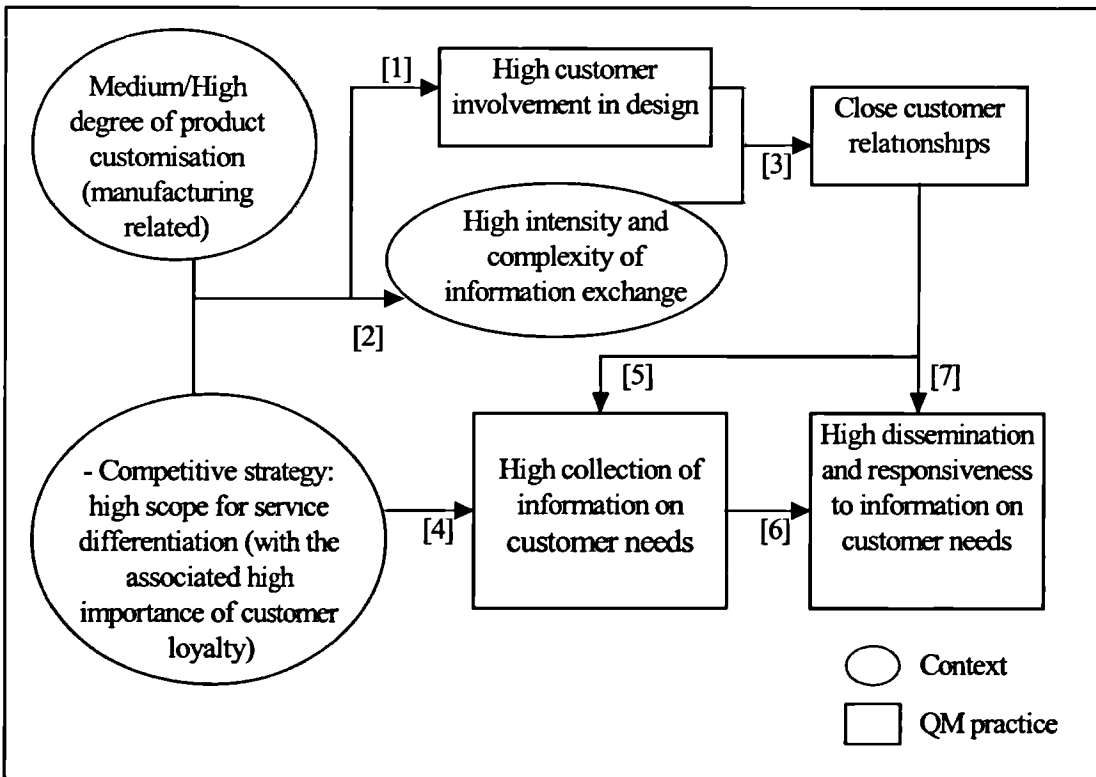 Medium/High
degree of product
customisation
(manufacturing
related)
[1]
High customer
involvement in design
[3]
Close customer
relationships
High intensity and
complexity of
information exchange
[2]
- Competitive strategy:
high scope for service
differentiation (with the
associated high
importance of customer
loyalty)
[4]
[5]
High collection of
information on
customer needs
[6]
[7]
High dissemination
and responsiveness
to information on
customer needs
Context
QM practice